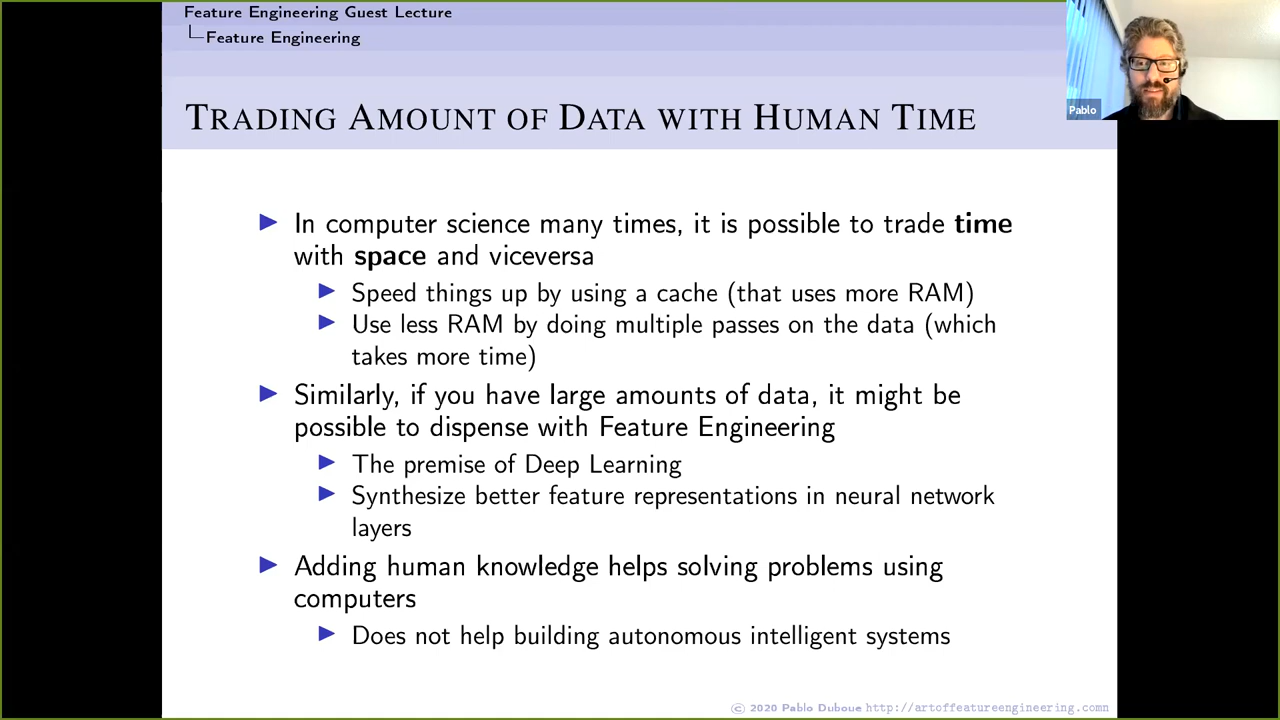 Feature Engineering Guest Lecture
Feature Engineering
TRADING AMOUNT OF DATA WITH HUMAN TIME
Pablo
In computer science many times, it is possible to trade time
with space and viceversa
Speed things up by using a cache (that uses more RAM)
Use less RAM by doing multiple passes on the data (which
takes more time)
Similarly, if you have large amounts of data, it might be
possible to dispense with Feature Engineering
The premise of Deep Learning
Synthesize better feature representations in neural network
layers
Adding human knowledge helps solving problems using
computers
Does not help building autonomous intelligent systems
© 2020 Pablo Duboue http://artoffeatureengineering.comn